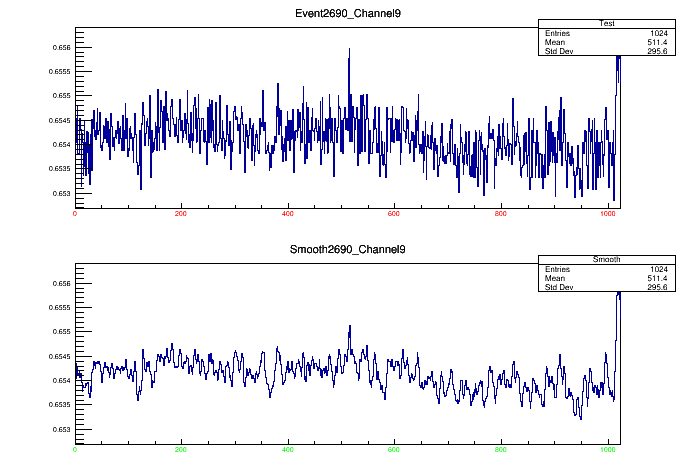 Event2690_Channel9
Test
Entries 1024
Mean 511.4
Std Dev 295.6
0.656
0.6555
0.655
0.6545
0.654
0.6535
0.653
0 200 400 600 800 1000
Smooth2690_Channel9
Smooth
Entries 1024
Mean 511.4
Std Dev 295.6
0.656
0.6555
0.655
0.6545
0.654
0.6535
0.653
0 200 400 600 800 1000